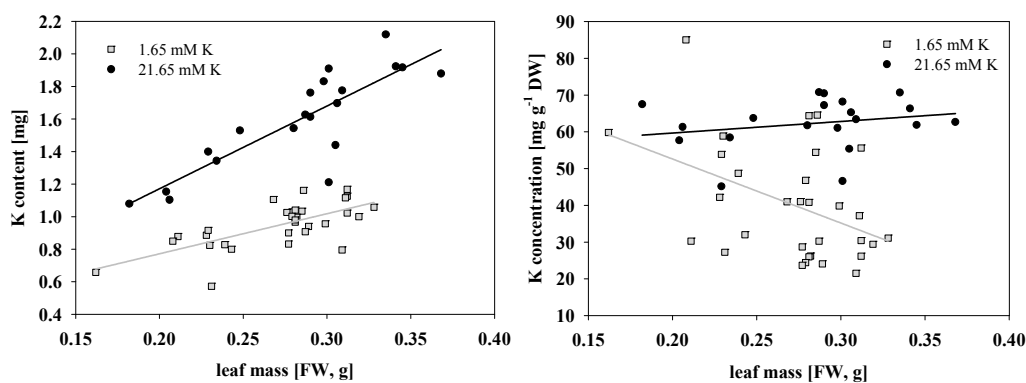 2.2
2.0
1.8
1.6
1.4
1.2
1.0
0.8
0.6
0.4
K content [mg]
1.65 mM K
21.65 mM K
0.15 0.20 0.25 0.30 0.35 0.40
leaf mass [FW, g]
90
80
70
60
50
40
30
20
10
K concentration [mg g⁻¹ DW]
1.65 mM K
21.65 mM K
0.15 0.20 0.25 0.30 0.35 0.40
leaf mass [FW, g]